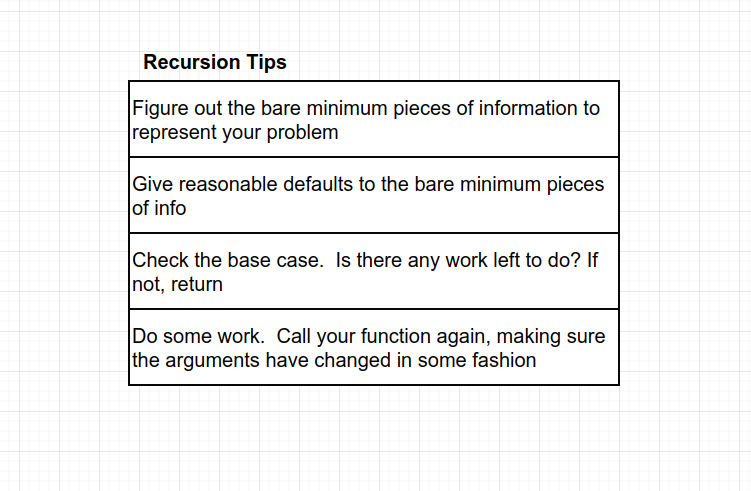 Recursion Tips
Figure out the bare minimum pieces of information to
represent your problem
Give reasonable defaults to the bare minimum pieces
of info
Check the base case.  Is there any work left to do? If
not, return
Do some work.  Call your function again, making sure
the arguments have changed in some fashion